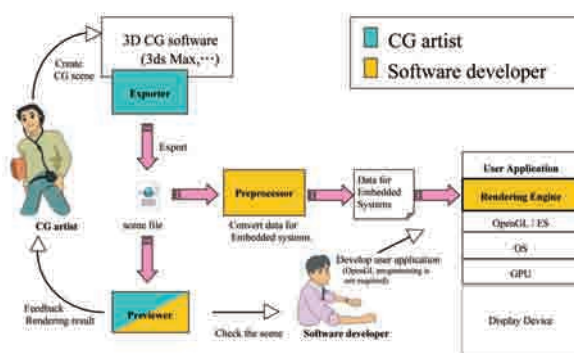 3D CG software
(3ds Max,···)
CG artist
Software developer
Create
CG scene
Exporter
Export
scene file
CG artist
Preprocessor
Convert data for
Embedded systems.
Data for
Embedded
Systems
User Application
Rendering Engine
OpenGL / ES
OS
GPU
Display Device
Develop user application
(OpenGL programming is
not required)
Feedback
Rendering result
Previewer
Check the scene
Software developer